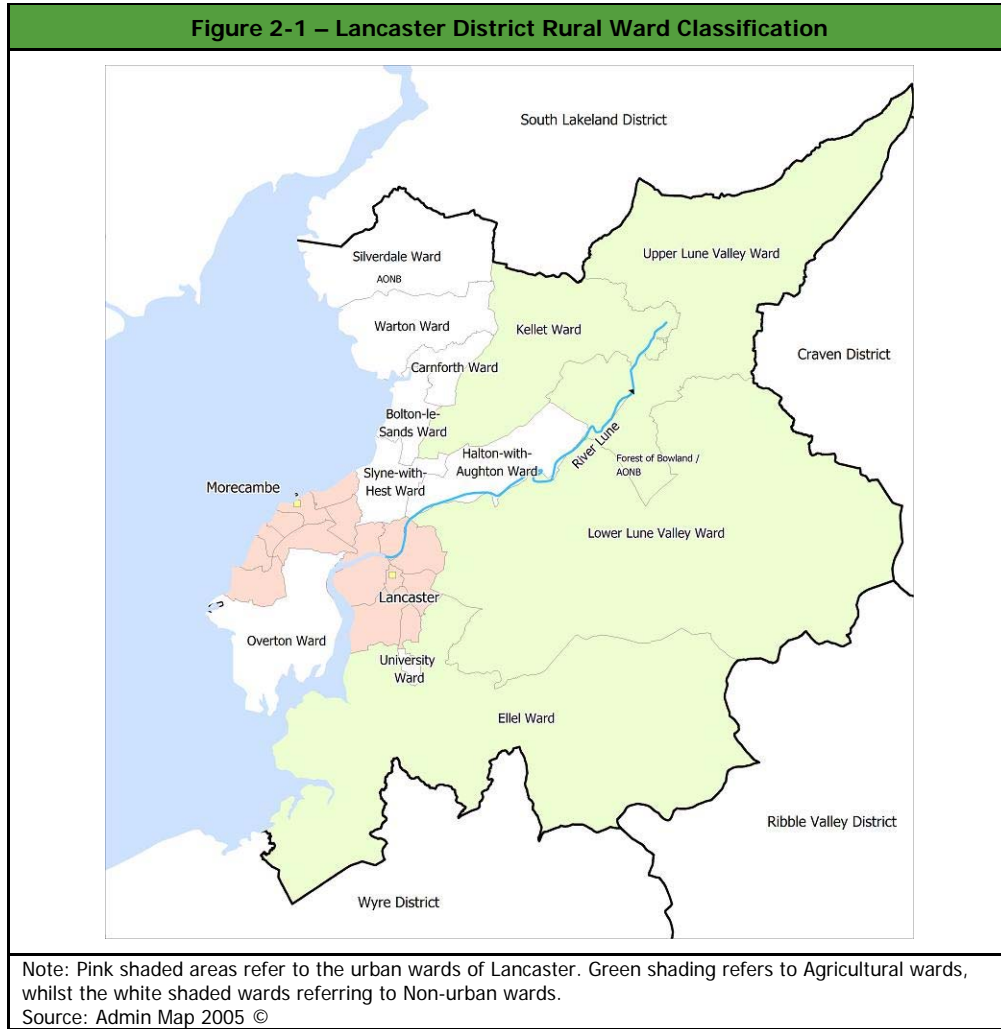 Figure 2-1 – Lancaster District Rural Ward Classification
South Lakeland District
Silverdale Ward
AONB
Upper Lune Valley Ward
Warton Ward
Kellet Ward
Craven District
Carnforth Ward
Bolton-le-
Sands Ward
Halton-with-
Aughton Ward
River Lune
Forest of Bowland /
AONB
Slyne-with-
Hest Ward
Morecambe
Lower Lune Valley Ward
Lancaster
Overton Ward
University
Ward
Ellel Ward
Ribble Valley District
Wyre District
Note: Pink shaded areas refer to the urban wards of Lancaster. Green shading refers to Agricultural wards,
whilst the white shaded wards referring to Non-urban wards.
Source: Admin Map 2005 ©